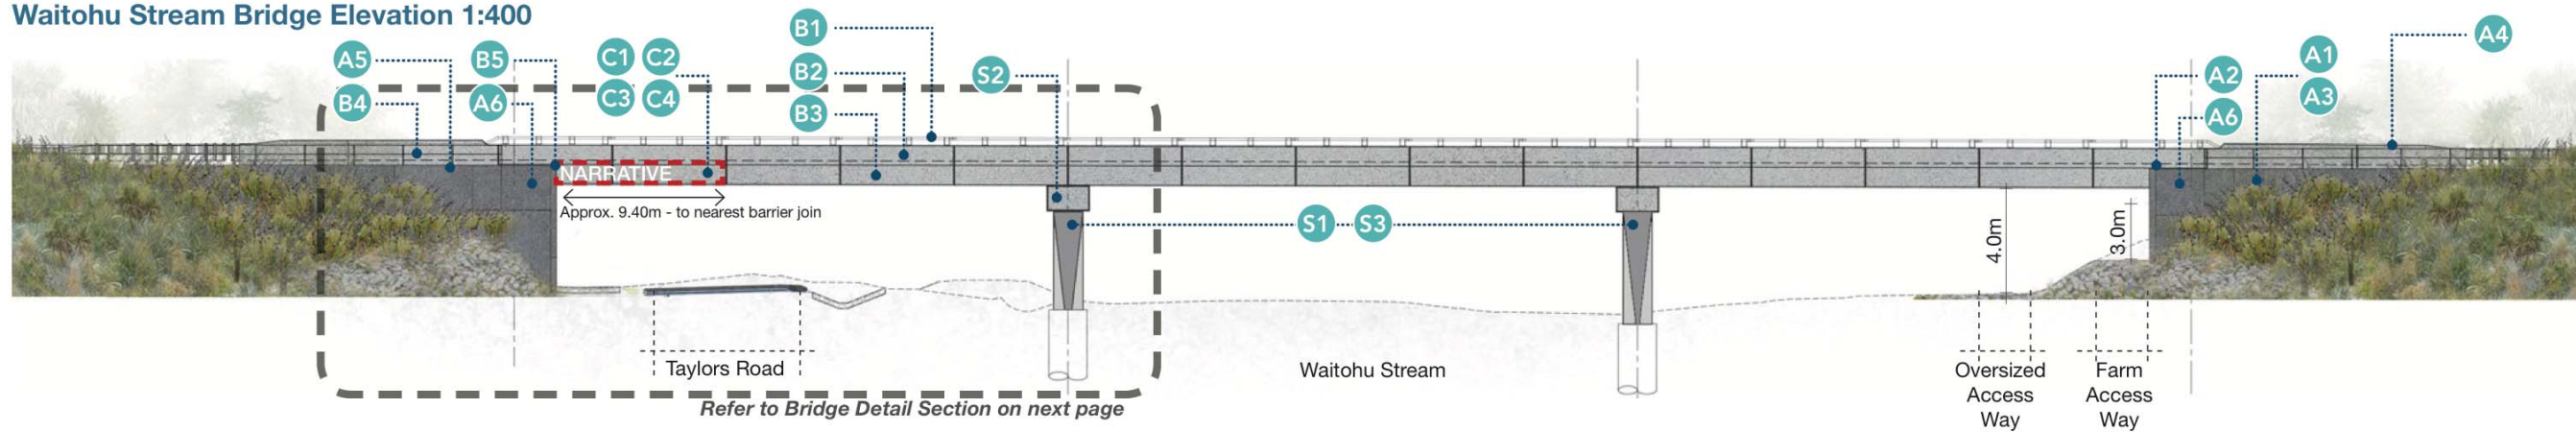 Waitohu Stream Bridge Elevation 1:400
A5
B4
B5
A6
C1 C2
C3 C4
B1
B2
B3
S2
S1 S3
A2
A6
A1
A3
A4
NARRATIVE
Approx. 9.40m - to nearest barrier join
4.0m
3.0m
Taylors Road
Waitohu Stream
Oversized
Access
Way
Farm
Access
Way
Refer to Bridge Detail Section on next page